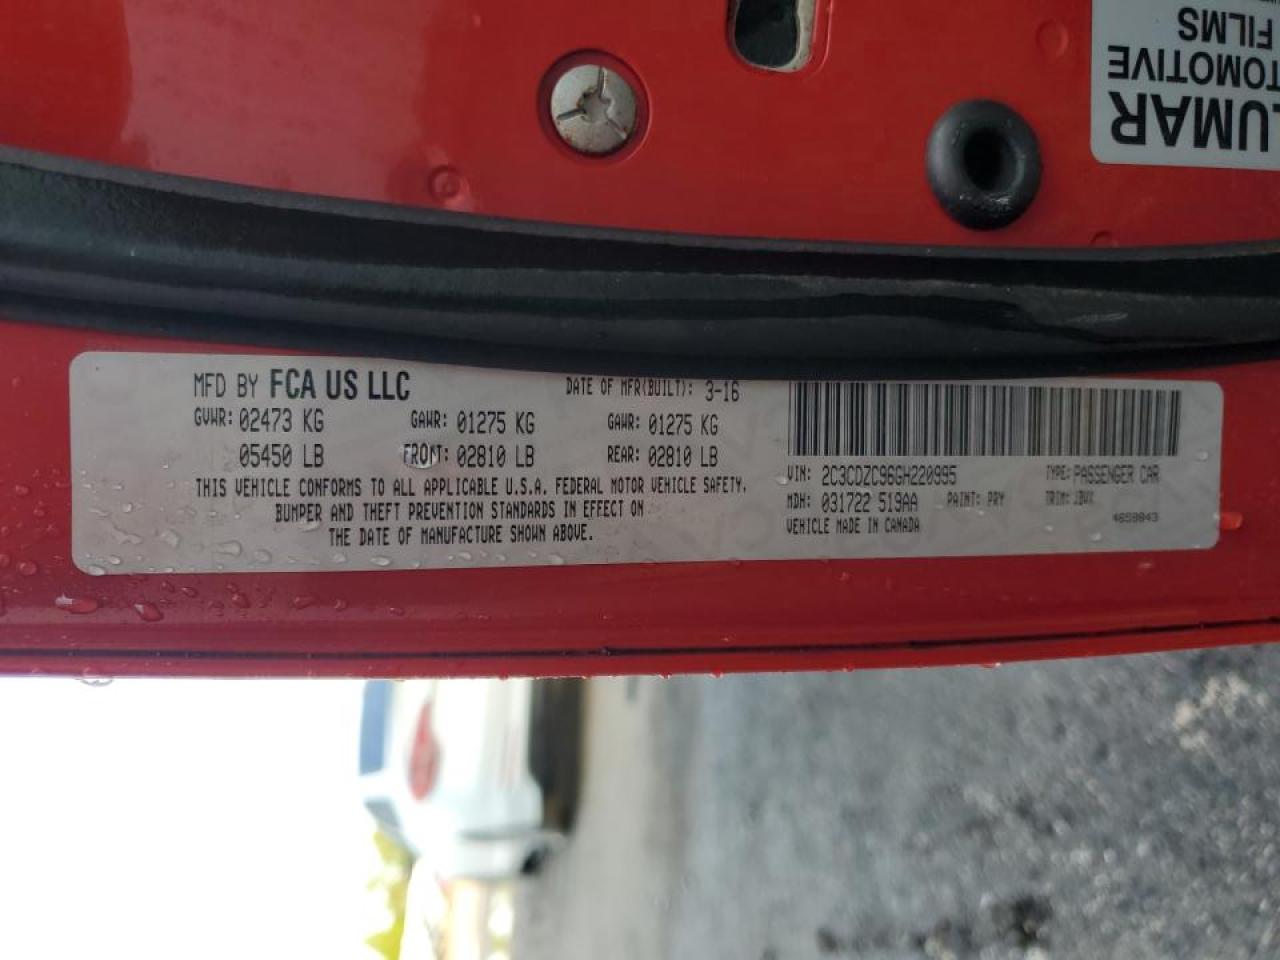 LUMAR
TOMOTIVE
FILMS
MFD BY FCA US LLC DATE OF MFR(BUILT): 3-16
GVWR: 02473 KG GAWR: 01275 KG GAWR: 01275 KG
05450 LB FRONT: 02810 LB REAR: 02810 LB
THIS VEHICLE CONFORMS TO ALL APPLICABLE U.S.A. FEDERAL MOTOR VEHICLE SAFETY,
BUMPER AND THEFT PREVENTION STANDARDS IN EFFECT ON
THE DATE OF MANUFACTURE SHOWN ABOVE.
VIN: 2C3CDZC96GH220995 TYPE: PASSENGER CAR
MDH: 031722 519AA PAINT: PRY TRIM:
VEHICLE MADE IN CANADA 4658843